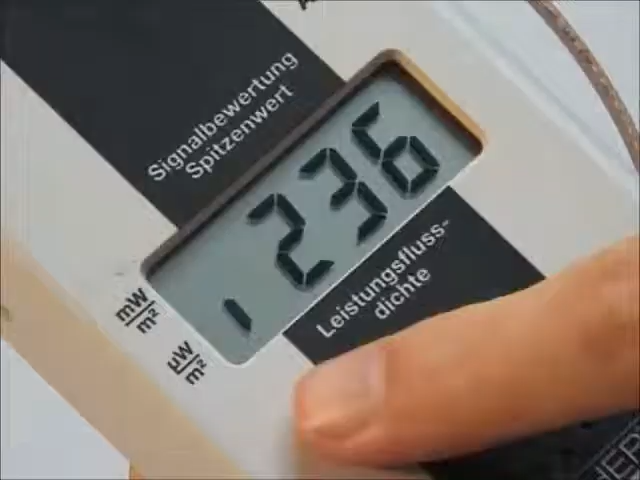 Signalbewertung
Spitzenwert
236
mW/m²
µW/m²
Leistungsfluss-
dichte